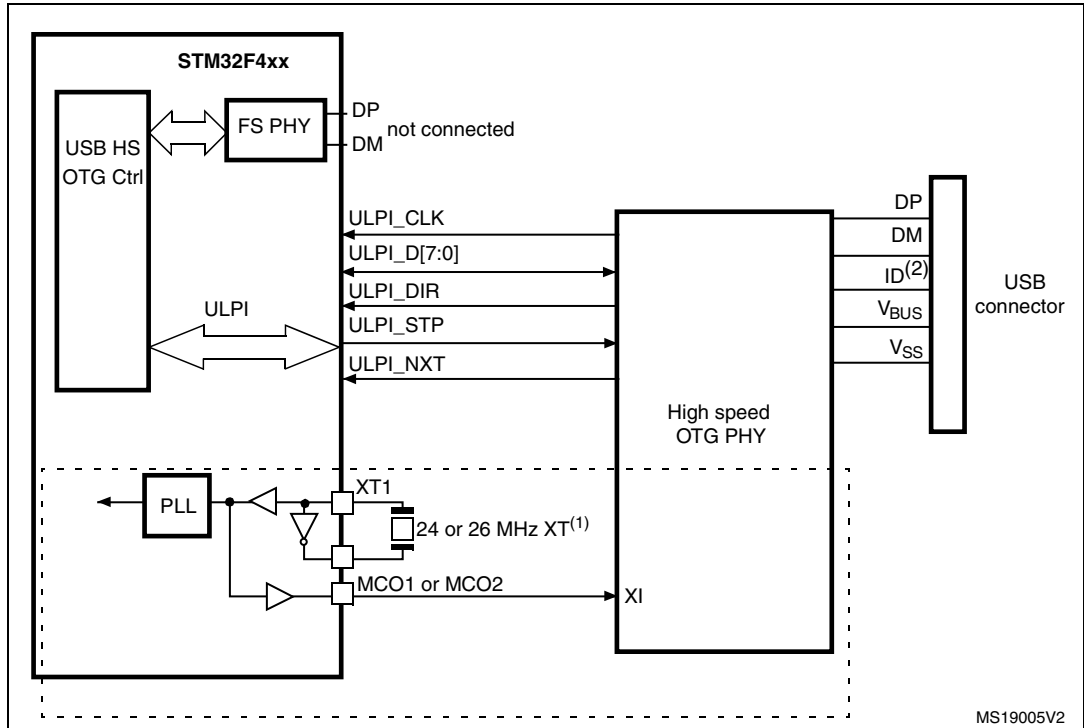 STM32F4xx
FS PHY
DP
DM
not connected
USB HS
OTG Ctrl
ULPI_CLK
ULPI_D[7:0]
ULPI_DIR
ULPI
ULPI_STP
ULPI_NXT
High speed
OTG PHY
DP
DM
ID(2)
VBUS
VSS
USB
connector
PLL
XT1
24 or 26 MHz XT(1)
MCO1 or MCO2
XI
MS19005V2